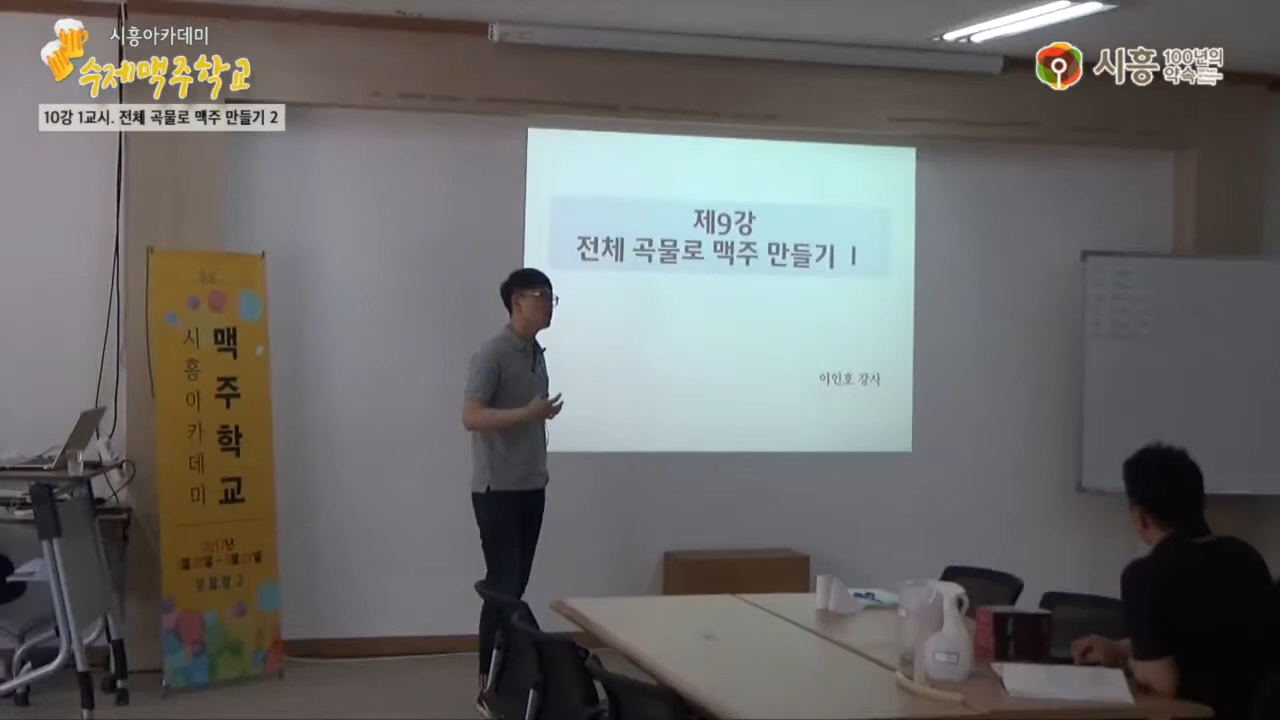 시흥아카데미
수제맥주학교
10강 1교시. 전체 곡물로 맥주 만들기 2
시흥 100년의
약속
제9강
전체 곡물로 맥주 만들기 Ⅰ
이인호 강사
맥주학교
시흥아카데미